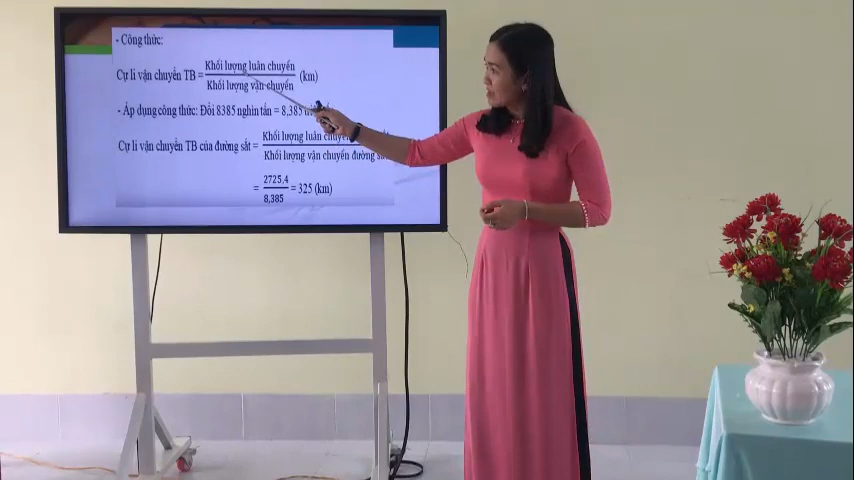 - Công thức:
Cự li vận chuyển TB = Khối lượng luân chuyển / Khối lượng vận chuyển (km)
- Áp dụng công thức: Đổi 8385 nghìn tấn = 8,385
Cự li vận chuyển TB của đường sắt = Khối lượng luân chuyển / Khối lượng vận chuyển đường
= 2725,4 / 8,385 = 325 (km)